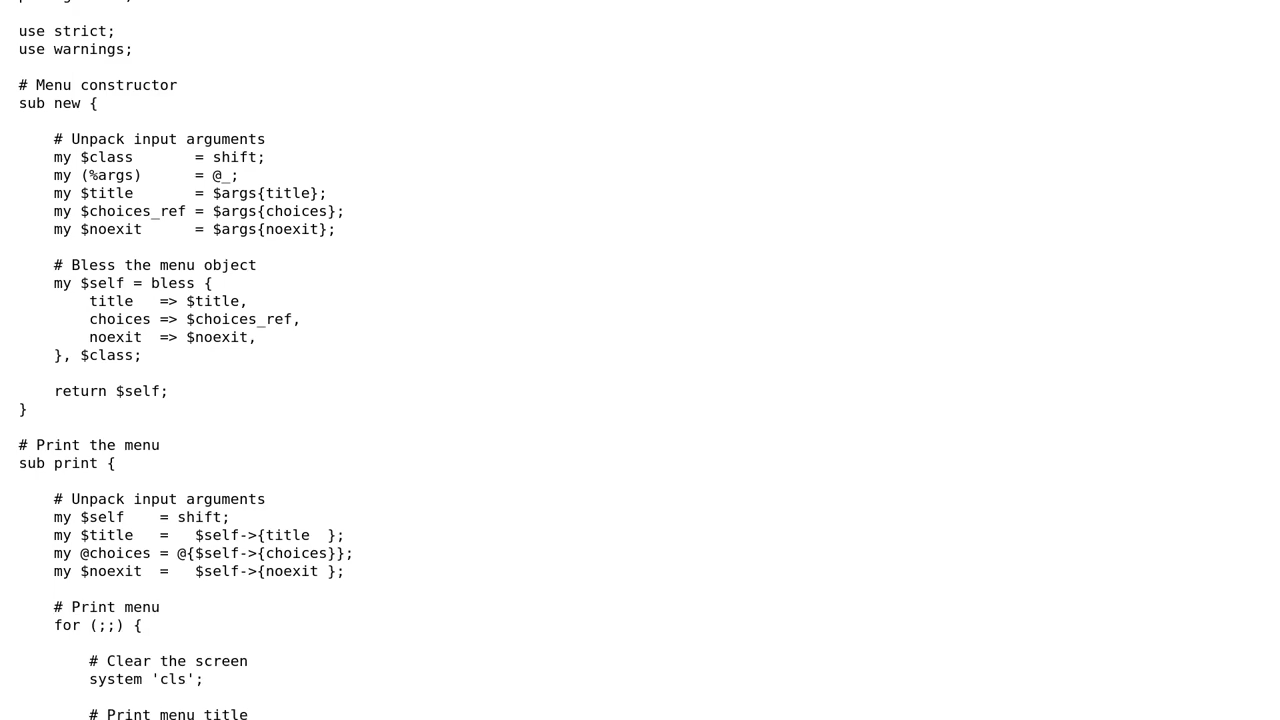 use strict;
use warnings;

# Menu constructor
sub new {

    # Unpack input arguments
    my $class       = shift;
    my (%args)      = @_;
    my $title       = $args{title};
    my $choices_ref = $args{choices};
    my $noexit      = $args{noexit};

    # Bless the menu object
    my $self = bless {
        title   => $title,
        choices => $choices_ref,
        noexit  => $noexit,
    }, $class;

    return $self;
}

# Print the menu
sub print {

    # Unpack input arguments
    my $self    = shift;
    my $title   =   $self->{title  };
    my @choices = @{$self->{choices}};
    my $noexit  =   $self->{noexit };

    # Print menu
    for (;;) {

        # Clear the screen
        system 'cls';

        # Print menu title